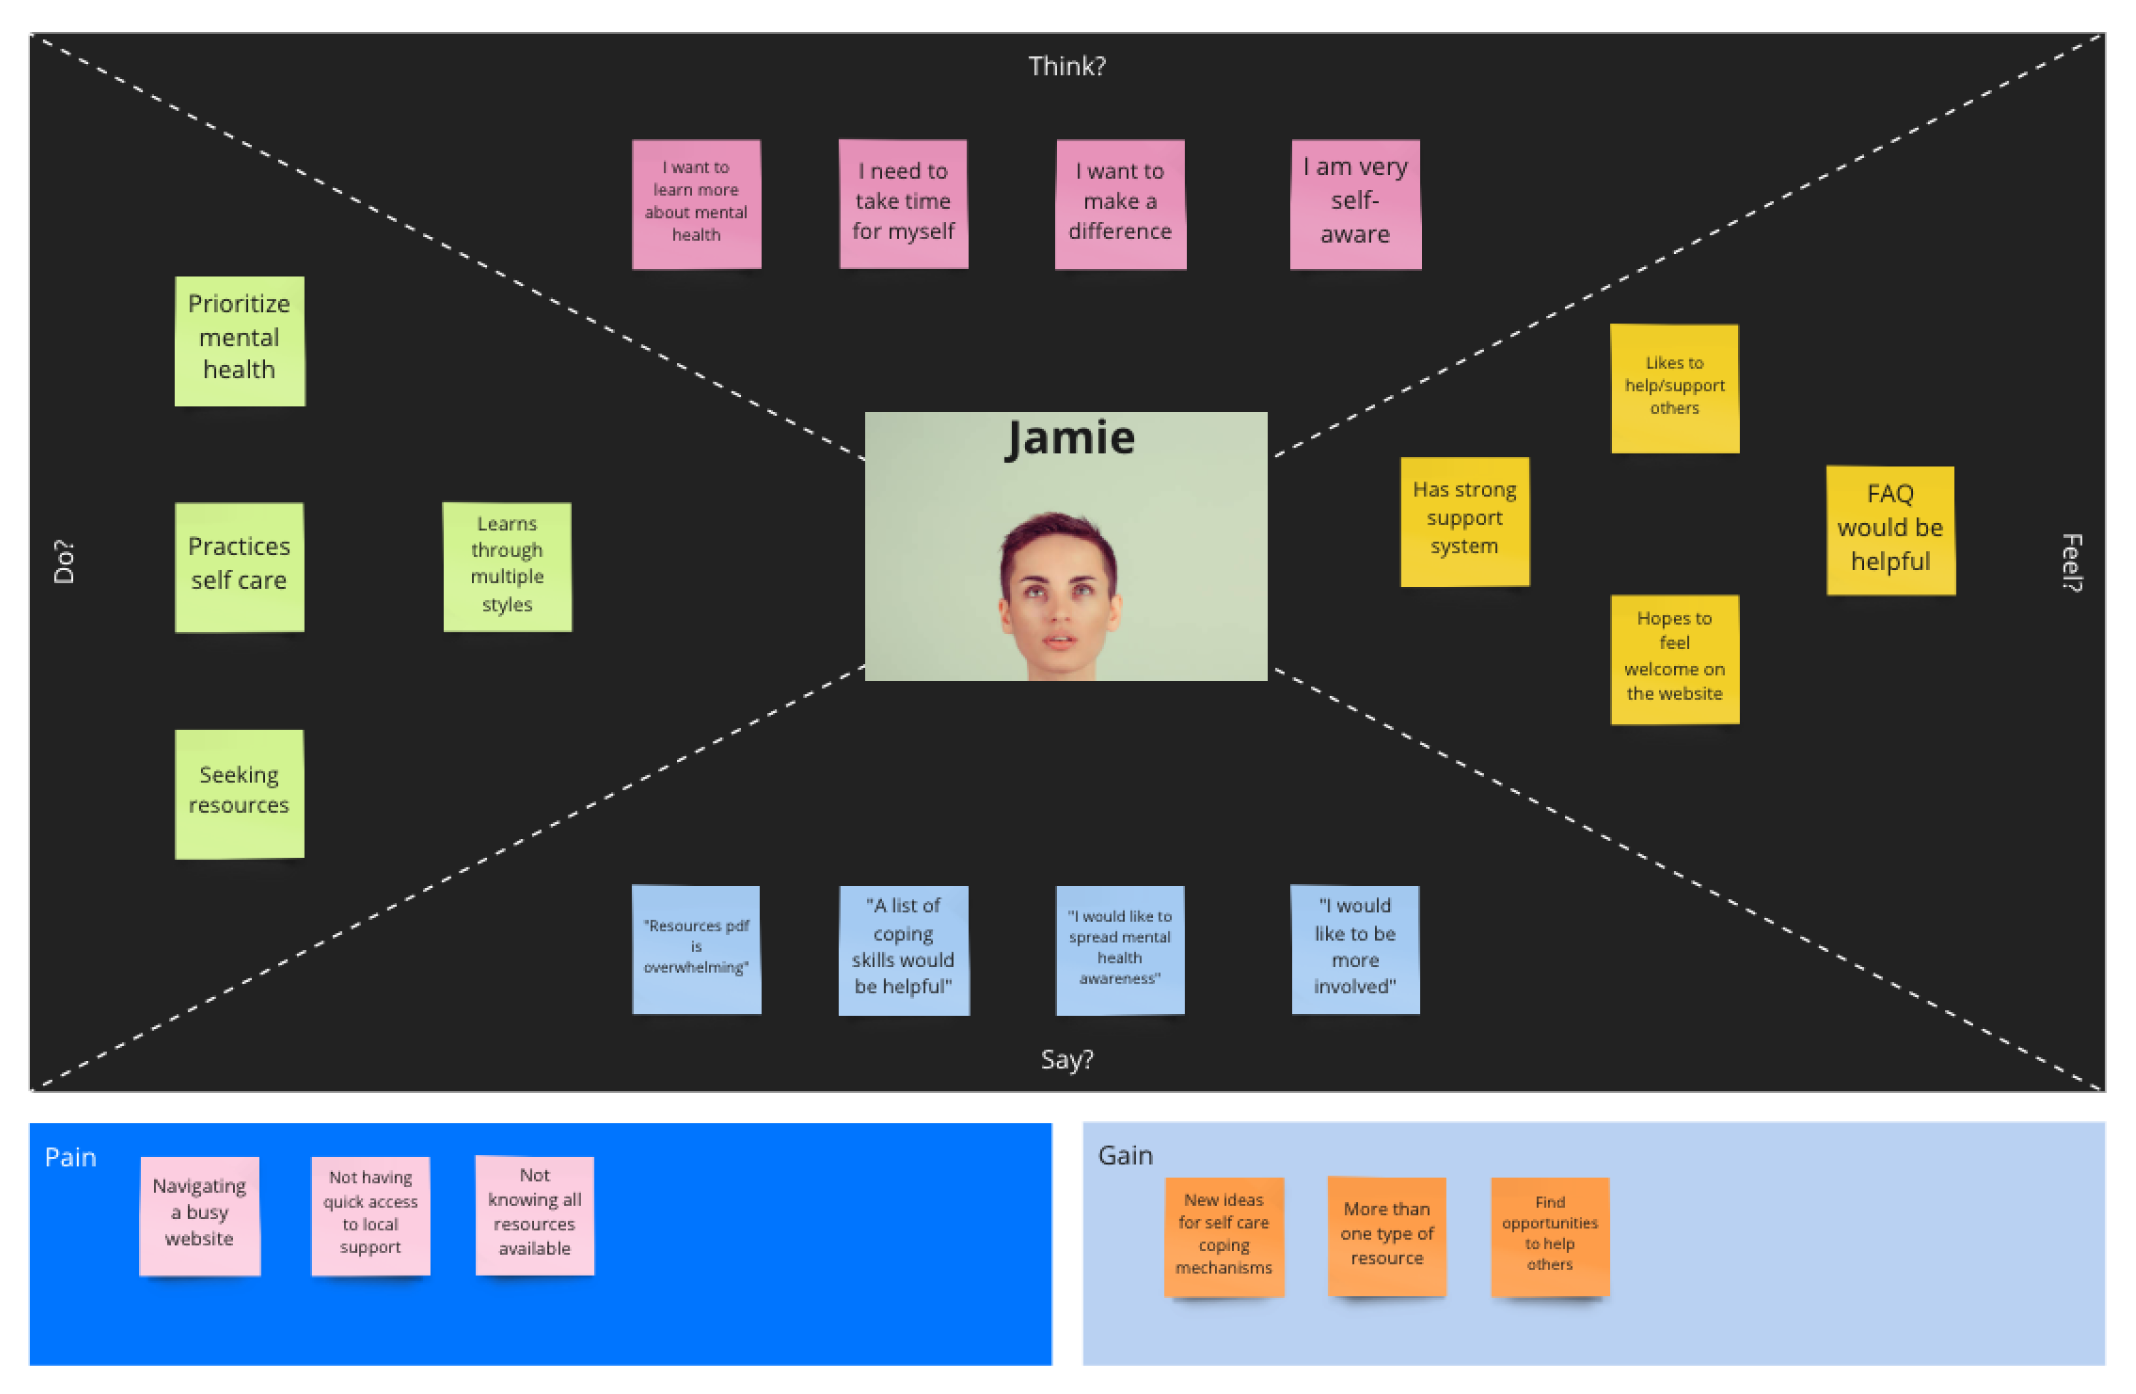 Think?
I want to
learn more
about mental
health
I need to
take time
for myself
I want to
make a
difference
I am very
self-
aware
Do?
Prioritize
mental
health
Practices
self care
Learns
through
multiple
styles
Seeking
resources
Jamie
Feel?
Likes to
help/support
others
Has strong
support
system
FAQ
would be
helpful
Hopes to
feel
welcome on
the website
"Resources pdf
is
overwhelming"
"A list of
coping
skills would
be helpful"
"I would like to
spread mental
health
awareness"
"I would
like to be
more
involved"
Say?
Pain
Navigating
a busy
website
Not having
quick access
to local
support
Not
knowing all
resources
available
Gain
New ideas
for self care
coping
mechanisms
More than
one type of
resource
Find
opportunities
to help
others